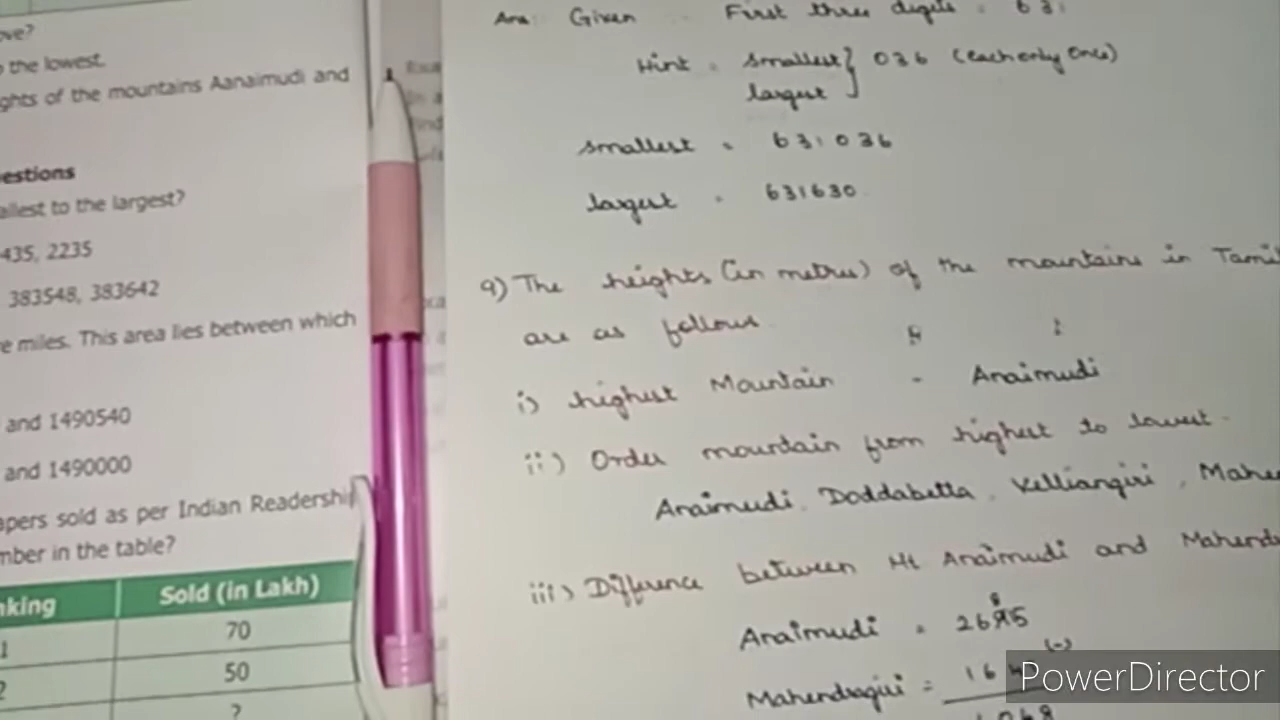 ove?
o the lowest.
ghts of the mountains Aanaimudi and
estions
allest to the largest?
435, 2235
383548, 383642
e miles. This area lies between which
and 1490540
and 1490000
apers sold as per Indian Readership
mber in the table?
nking Sold (in Lakh)
1 70
2 50
?
Ans: Given First three digits = 631
Hint = smallest } 036 (each only once)
largest
smallest = 631036
largest = 631630
9) The heights (in metres) of the mountains in Tamil
are as follows
i) highest Mountain - Anaimudi
ii) Order mountain from highest to lowest.
Anaimudi, Doddabetta, Velliangiri, Mahe
iii) Difference between Mt Anaimudi and Mahendra
Anaimudi = 2695
(-)
Mahendragiri = 16
PowerDirector